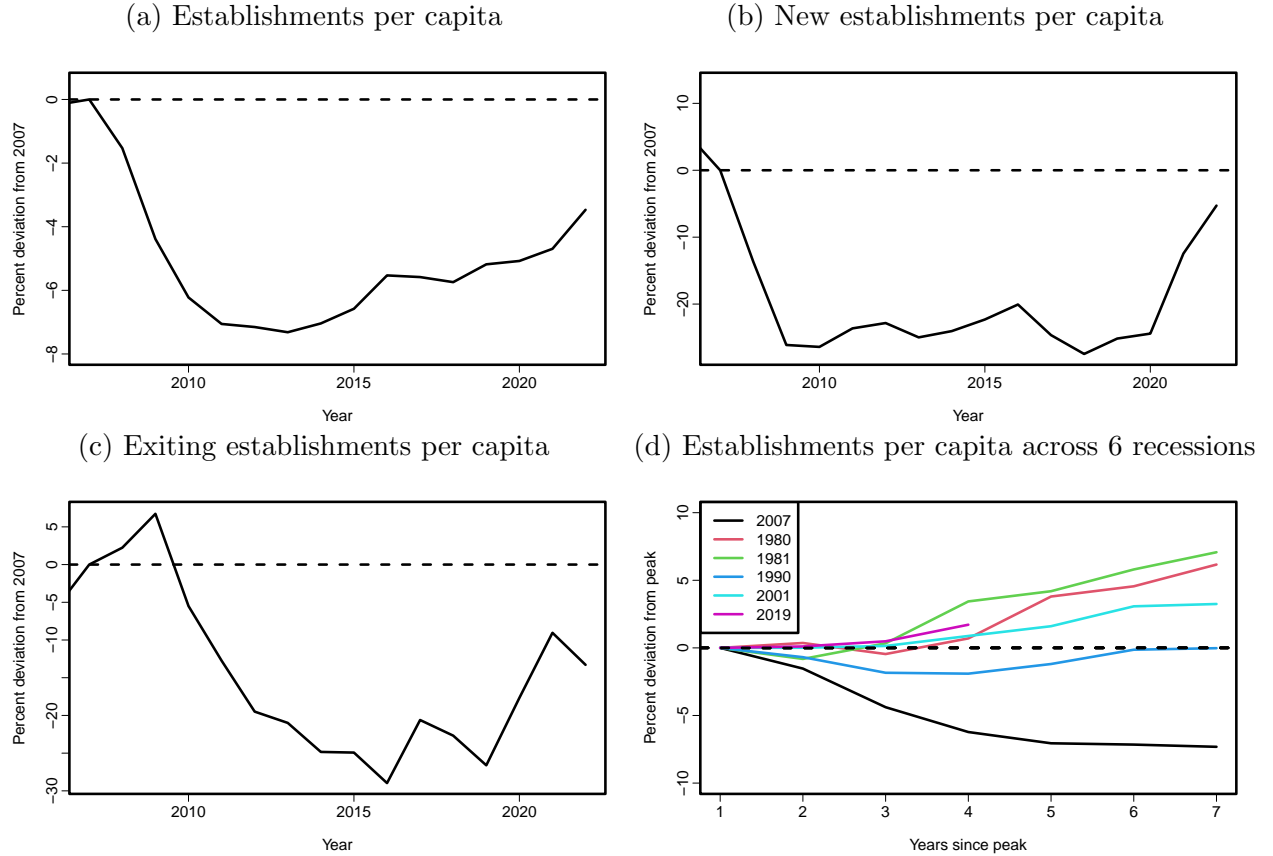 (a) Establishments per capita
Percent deviation from 2007
0
−2
−4
−6
−8
2010 2015 2020
Year
(b) New establishments per capita
Percent deviation from 2007
10
0
−10
−20
2010 2015 2020
Year
(c) Exiting establishments per capita
Percent deviation from 2007
5
0
−5
−10
−20
−30
2010 2015 2020
Year
(d) Establishments per capita across 6 recessions
Percent deviation from peak
10
5
0
−5
−10
2007
1980
1981
1990
2001
2019
1 2 3 4 5 6 7
Years since peak